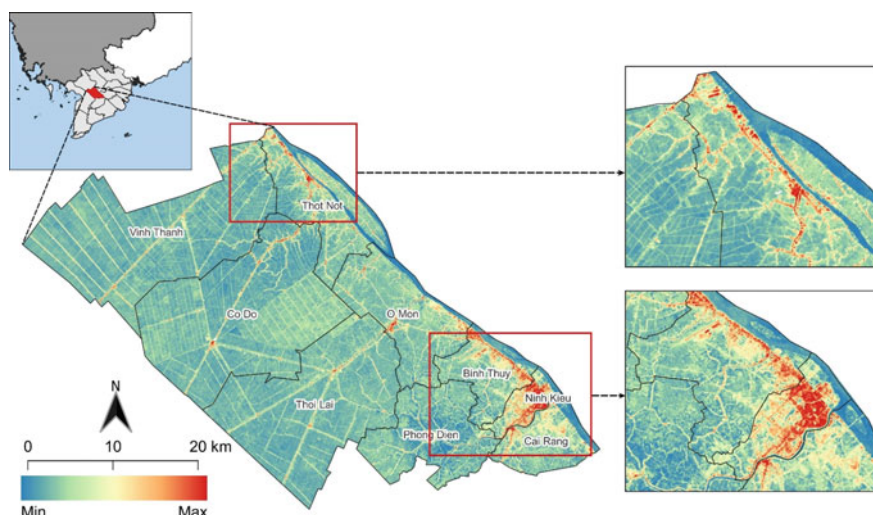 Thot Not
Vinh Thanh
Co Do
O Mon
Binh Thuy
Ninh Kieu
Thoi Lai
Phong Dien
Cai Rang
N
0 10 20 km
Min Max